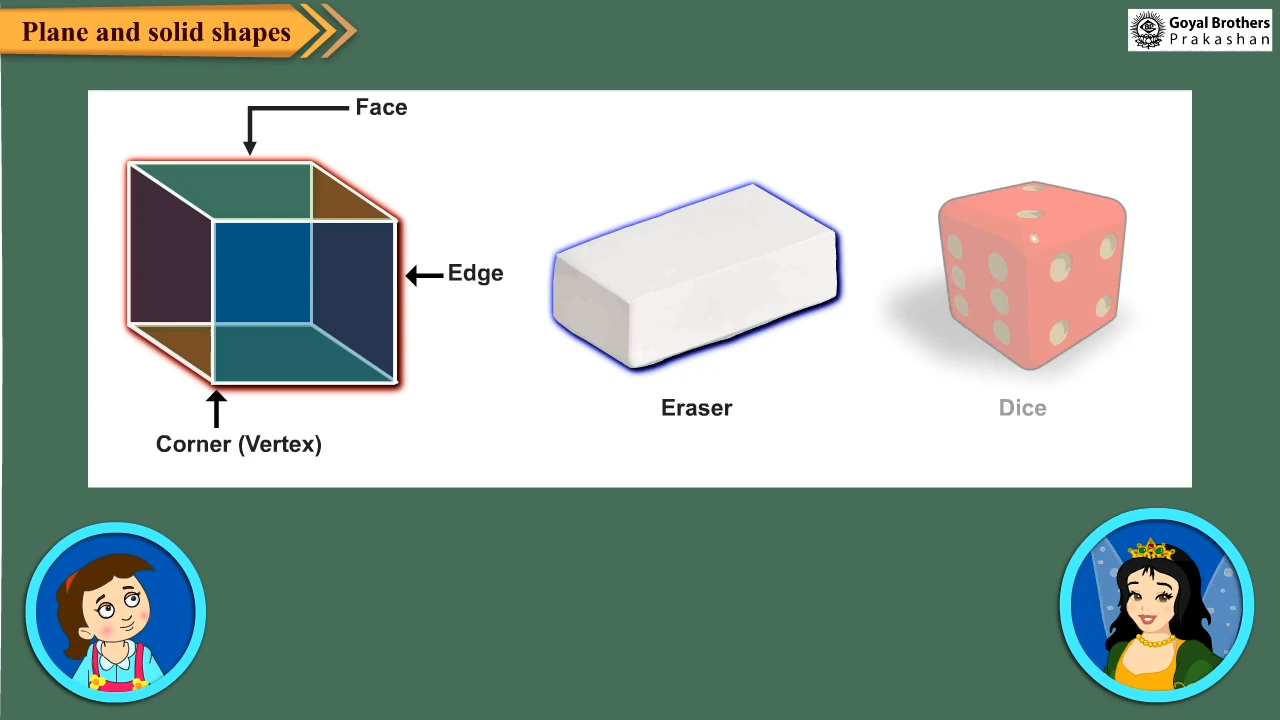 Plane and solid shapes
Goyal Brothers
Prakashan
Face
Edge
Corner (Vertex)
Eraser
Dice